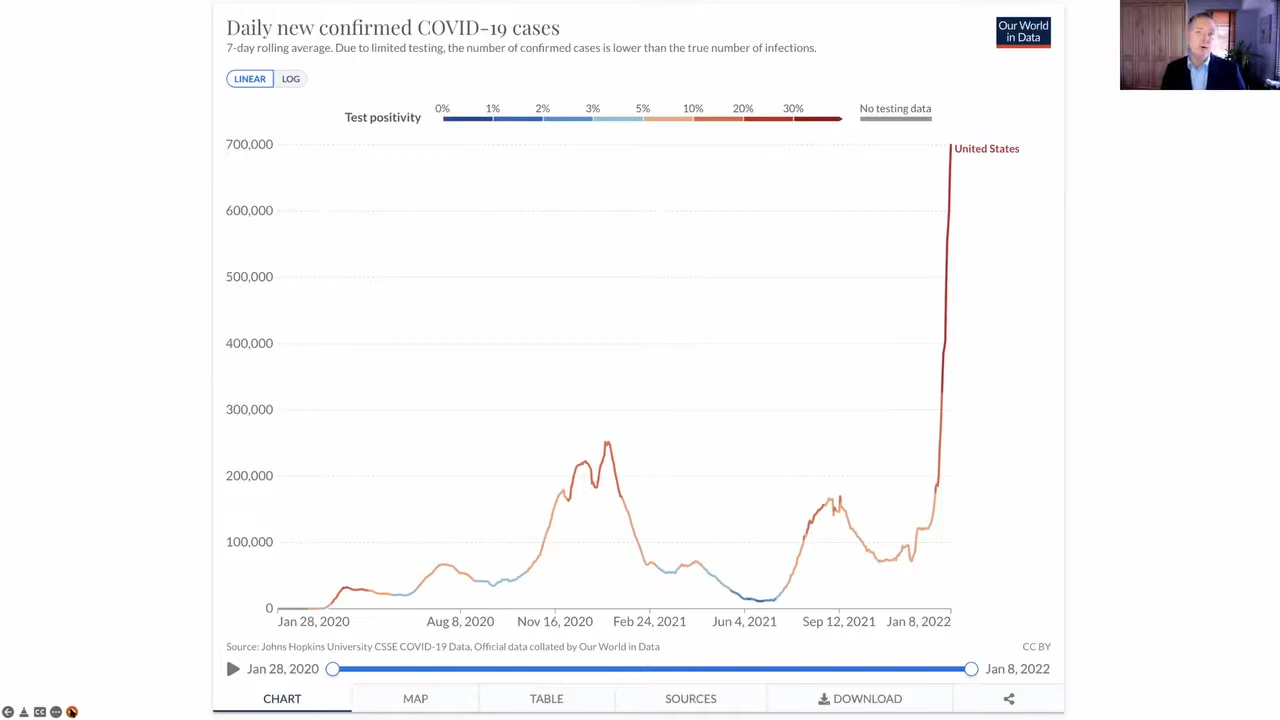 Daily new confirmed COVID-19 cases
7-day rolling average. Due to limited testing, the number of confirmed cases is lower than the true number of infections.
Our World
in Data
LINEAR LOG
Test positivity 0% 1% 2% 3% 5% 10% 20% 30% No testing data
700,000
United States
600,000
500,000
400,000
300,000
200,000
100,000
0
Jan 28, 2020 Aug 8, 2020 Nov 16, 2020 Feb 24, 2021 Jun 4, 2021 Sep 12, 2021 Jan 8, 2022
Source: Johns Hopkins University CSSE COVID-19 Data, Official data collated by Our World in Data CC BY
Jan 28, 2020 Jan 8, 2022
CHART MAP TABLE SOURCES DOWNLOAD
CC